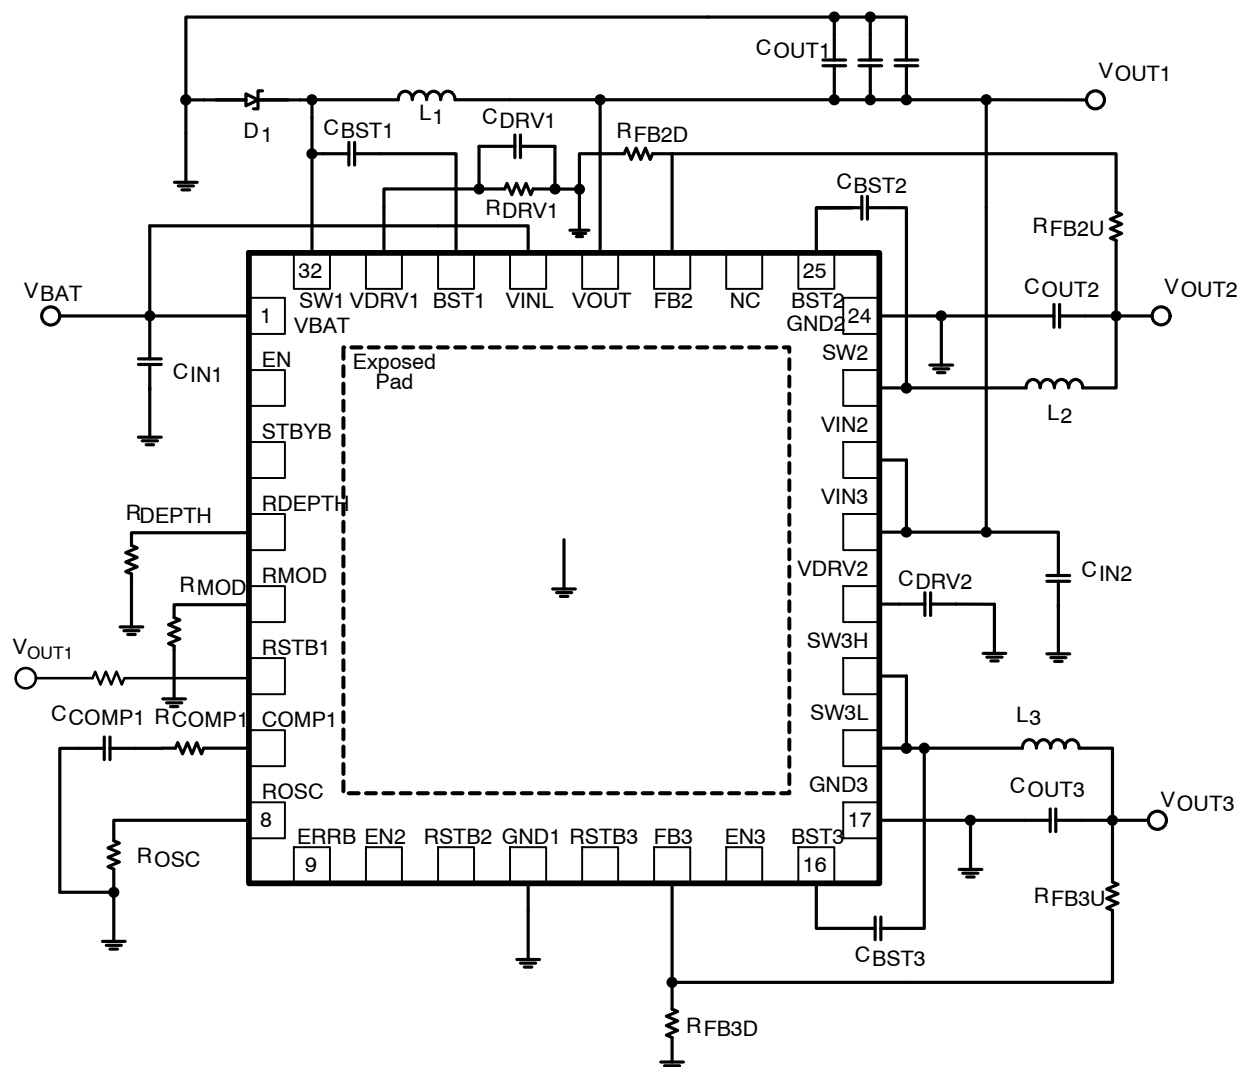 COUT1
VOUT1
D1
L1
CBST1
CDRV1
RDRV1
RFB2D
CBST2
RFB2U
VBAT
32
25
SW1
VDRV1
BST1
VINL
VOUT
FB2
NC
BST2
COUT2
VOUT2
1
VBAT
GND2
24
CIN1
EN
Exposed
Pad
SW2
L2
STBYB
VIN2
RDEPTH
RDEPTH
VIN3
RMOD
RMOD
VDRV2
CDRV2
CIN2
VOUT1
RSTB1
SW3H
CCOMP1
RCOMP1
COMP1
SW3L
L3
ROSC
GND3
COUT3
VOUT3
8
17
ROSC
ERRB
EN2
RSTB2
GND1
RSTB3
FB3
EN3
BST3
9
16
RFB3U
CBST3
RFB3D